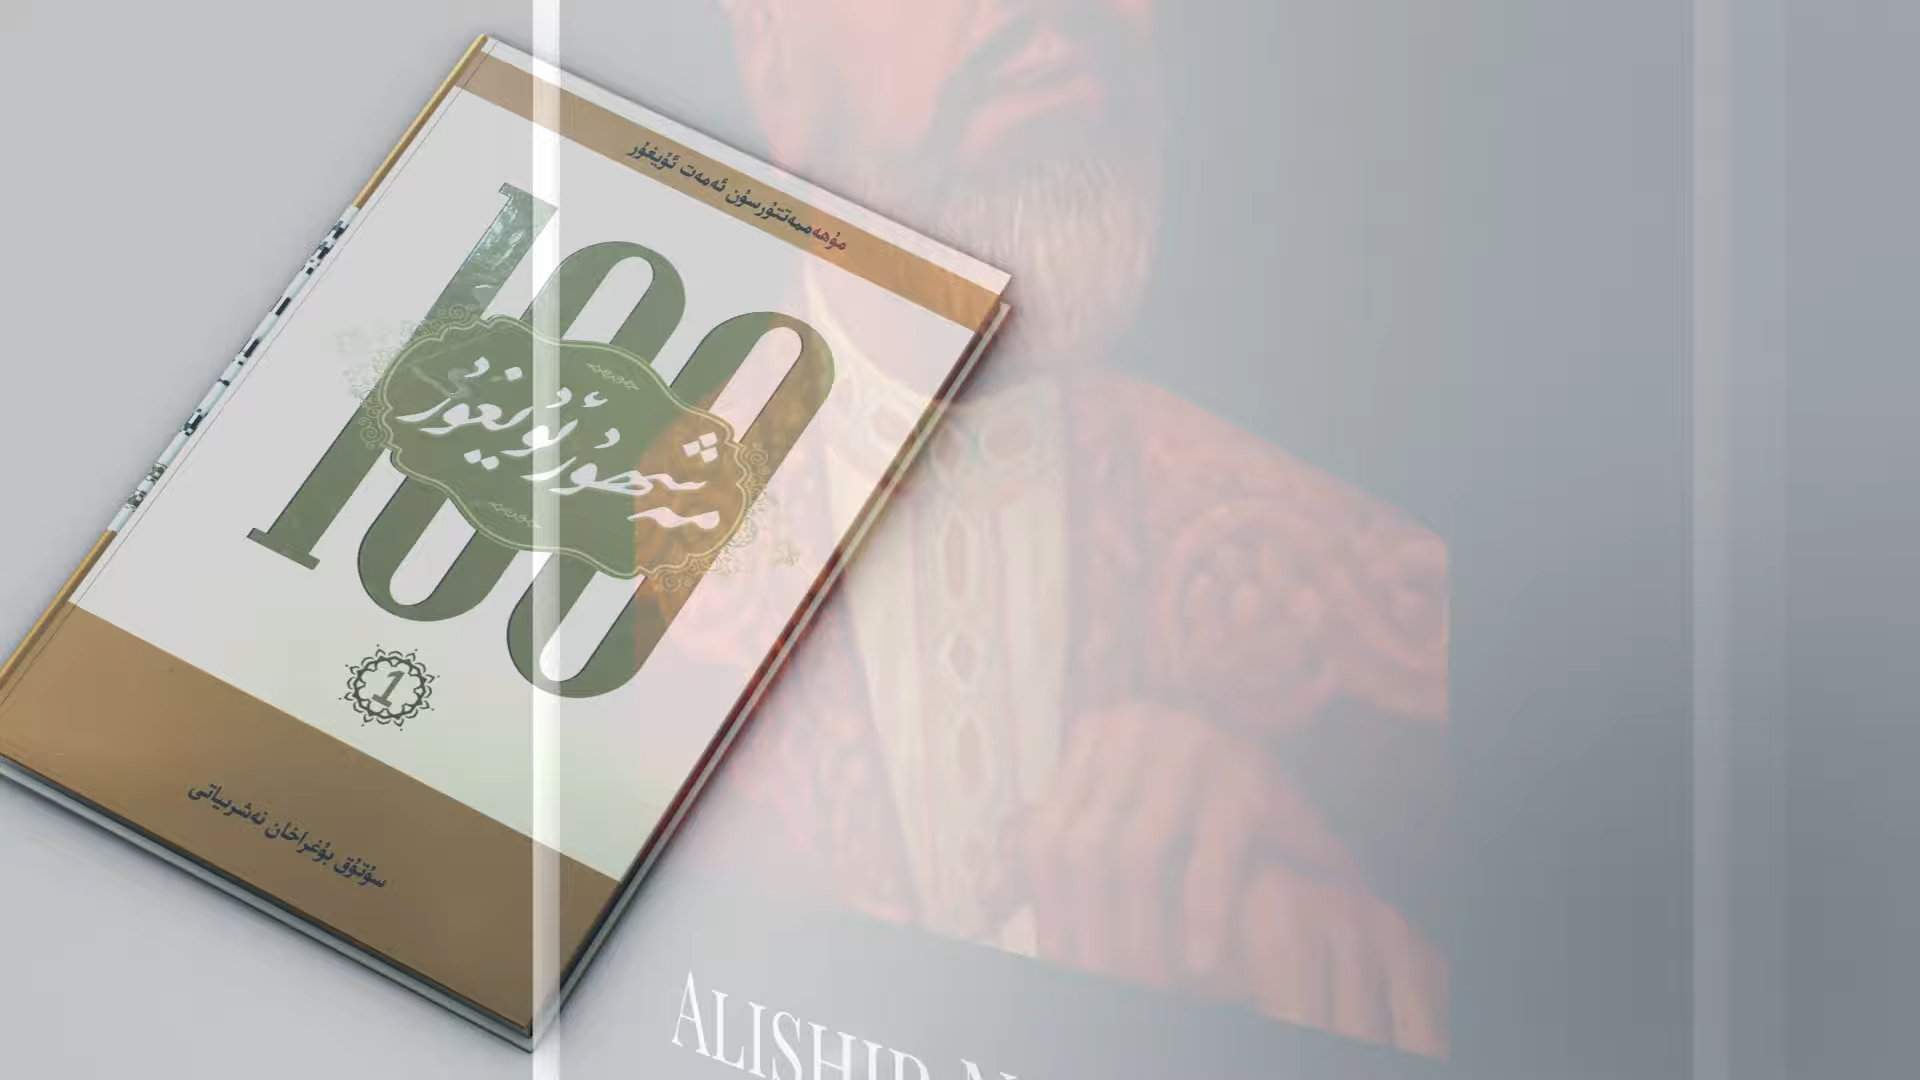 مۇھەممەتتۇرسۇن ئەمەت ئۇيغۇر
100
مەشھۇر ئۇيغۇر
1
سۇتۇق بۇغراخان نەشرىياتى
ALISHIR